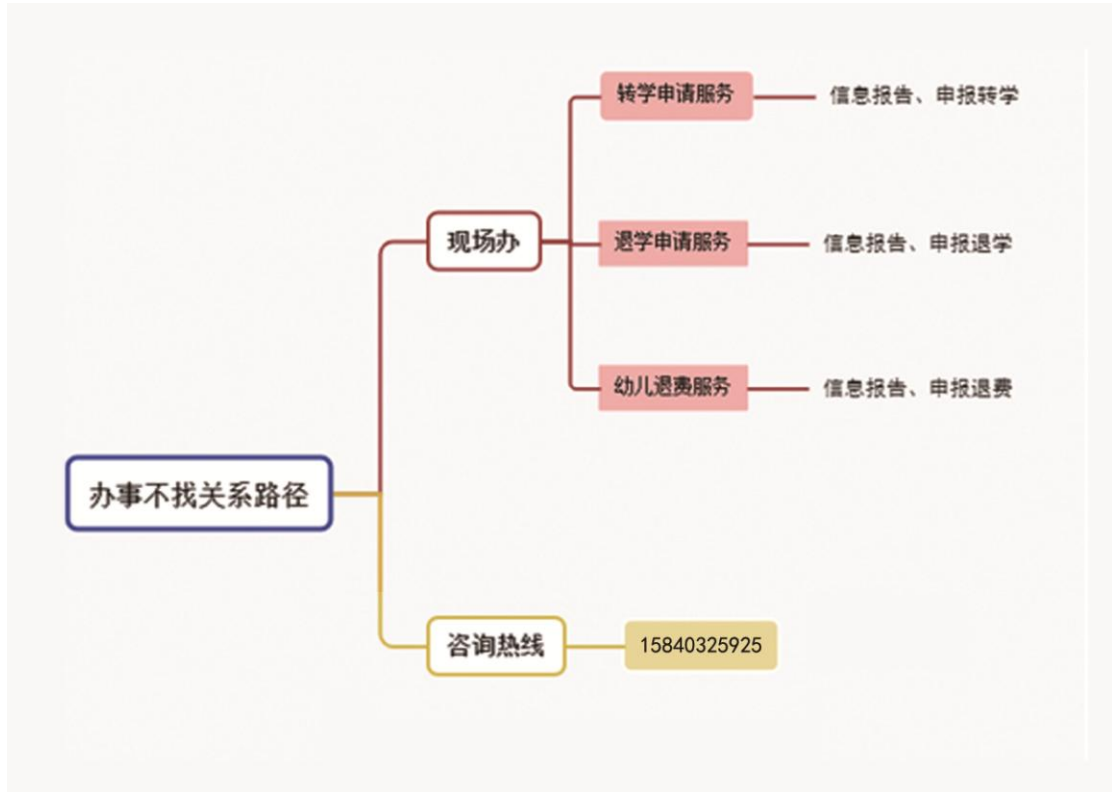 转学申请服务 信息报告、申报转学
现场办
退学申请服务 信息报告、申报退学
幼儿退费服务 信息报告、申报退费
办事不找关系路径
咨询热线 15840325925